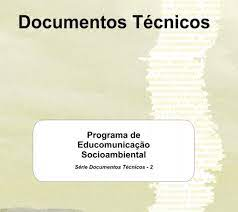 Documentos Técnicos
Programa de
Educomunicação
Socioambiental
Série Documentos Técnicos - 2